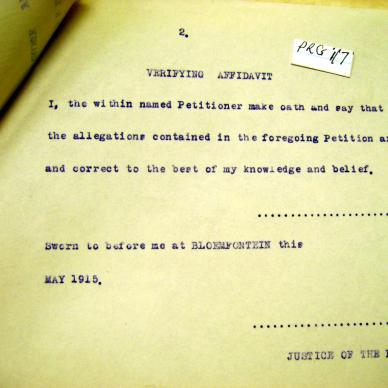 2.
PRG 1/7
VERIFYING AFFIDAVIT
I, the within named Petitioner make oath and say that
the allegations contained in the foregoing Petition
and correct to the best of my knowledge and belief.
Sworn to before me at BLOEMFONTEIN this
MAY 1915.
JUSTICE OF THE